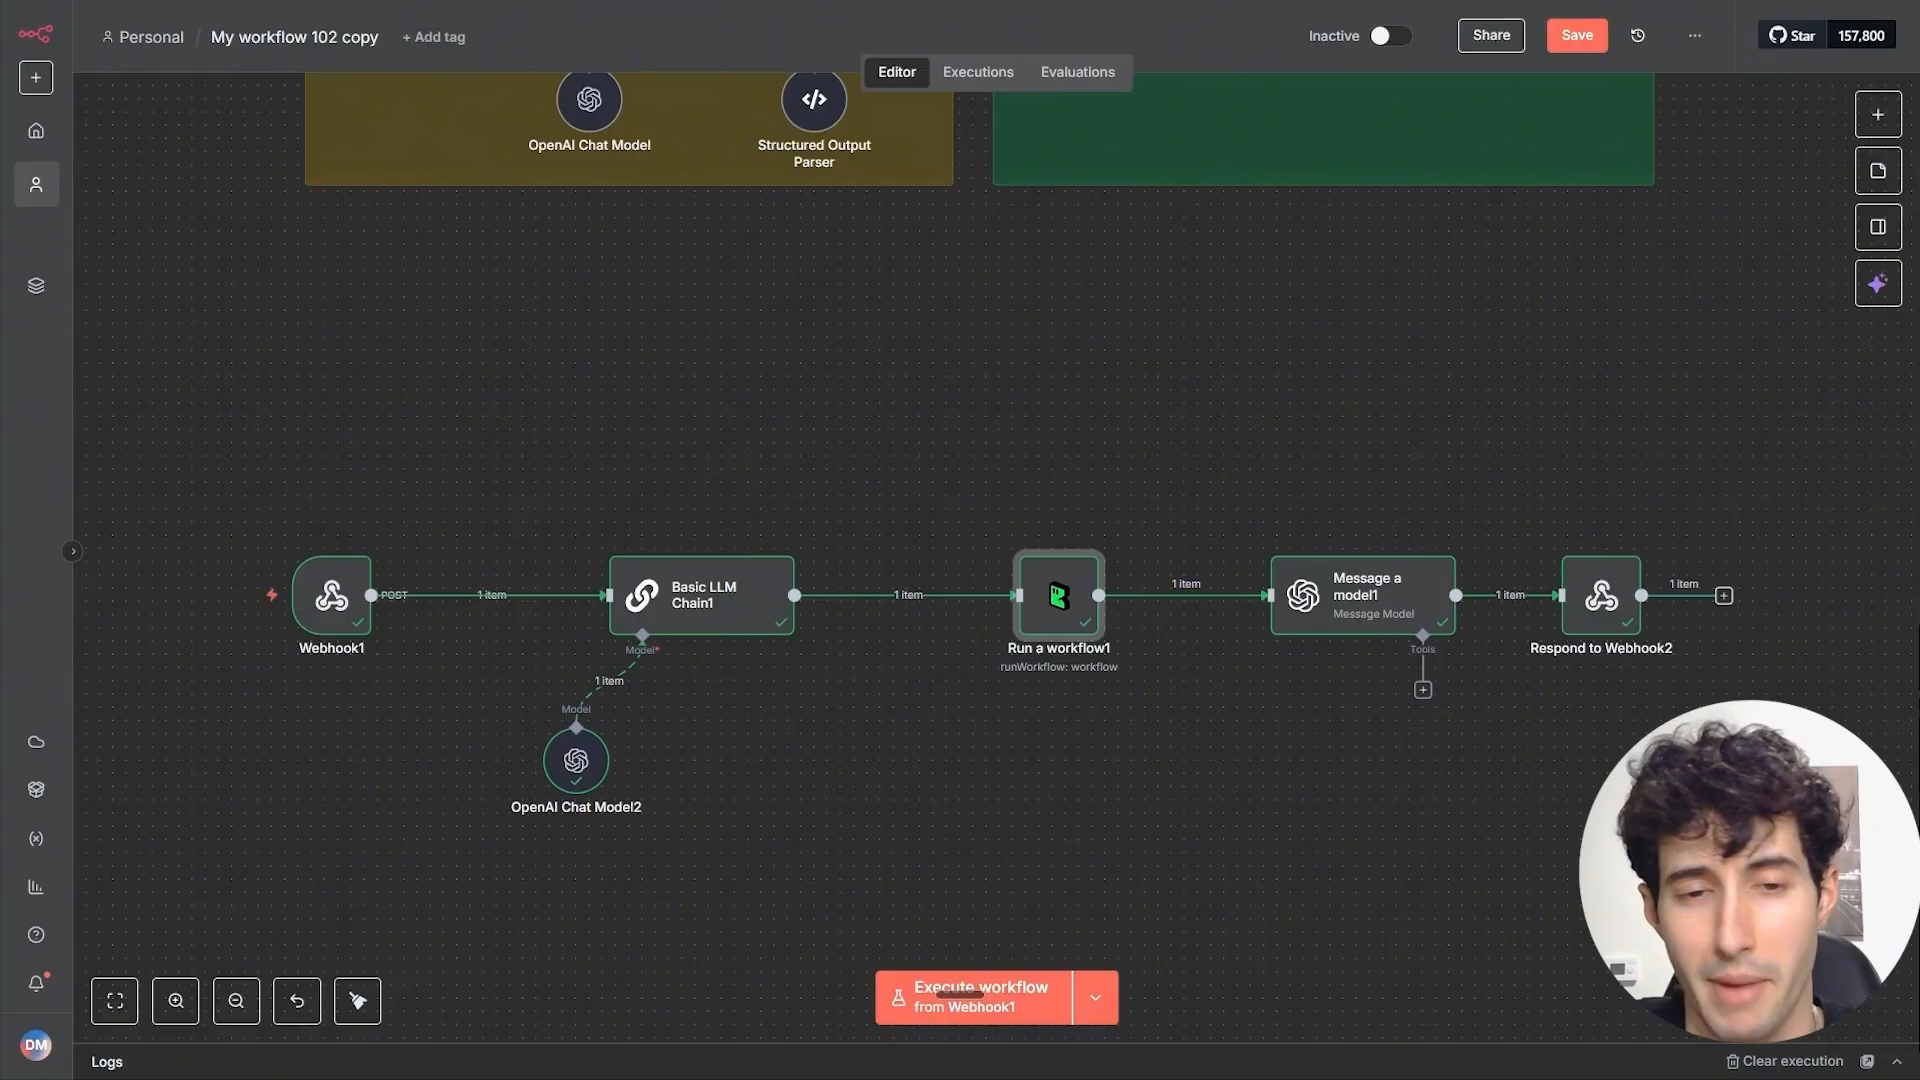 Personal / My workflow 102 copy + Add tag
Inactive
Share
Save
Star 157,800
Editor Executions Evaluations
OpenAI Chat Model
Structured Output
Parser
POST
1 item
1 item
1 item
1 item
1 item
Basic LLM
Chain1
Message a
model1
Message Model
Webhook1
Model*
Run a workflow1
runWorkflow: workflow
Tools
Respond to Webhook2
1 item
Model
OpenAI Chat Model2
Execute workflow
from Webhook1
DM
Logs
Clear execution